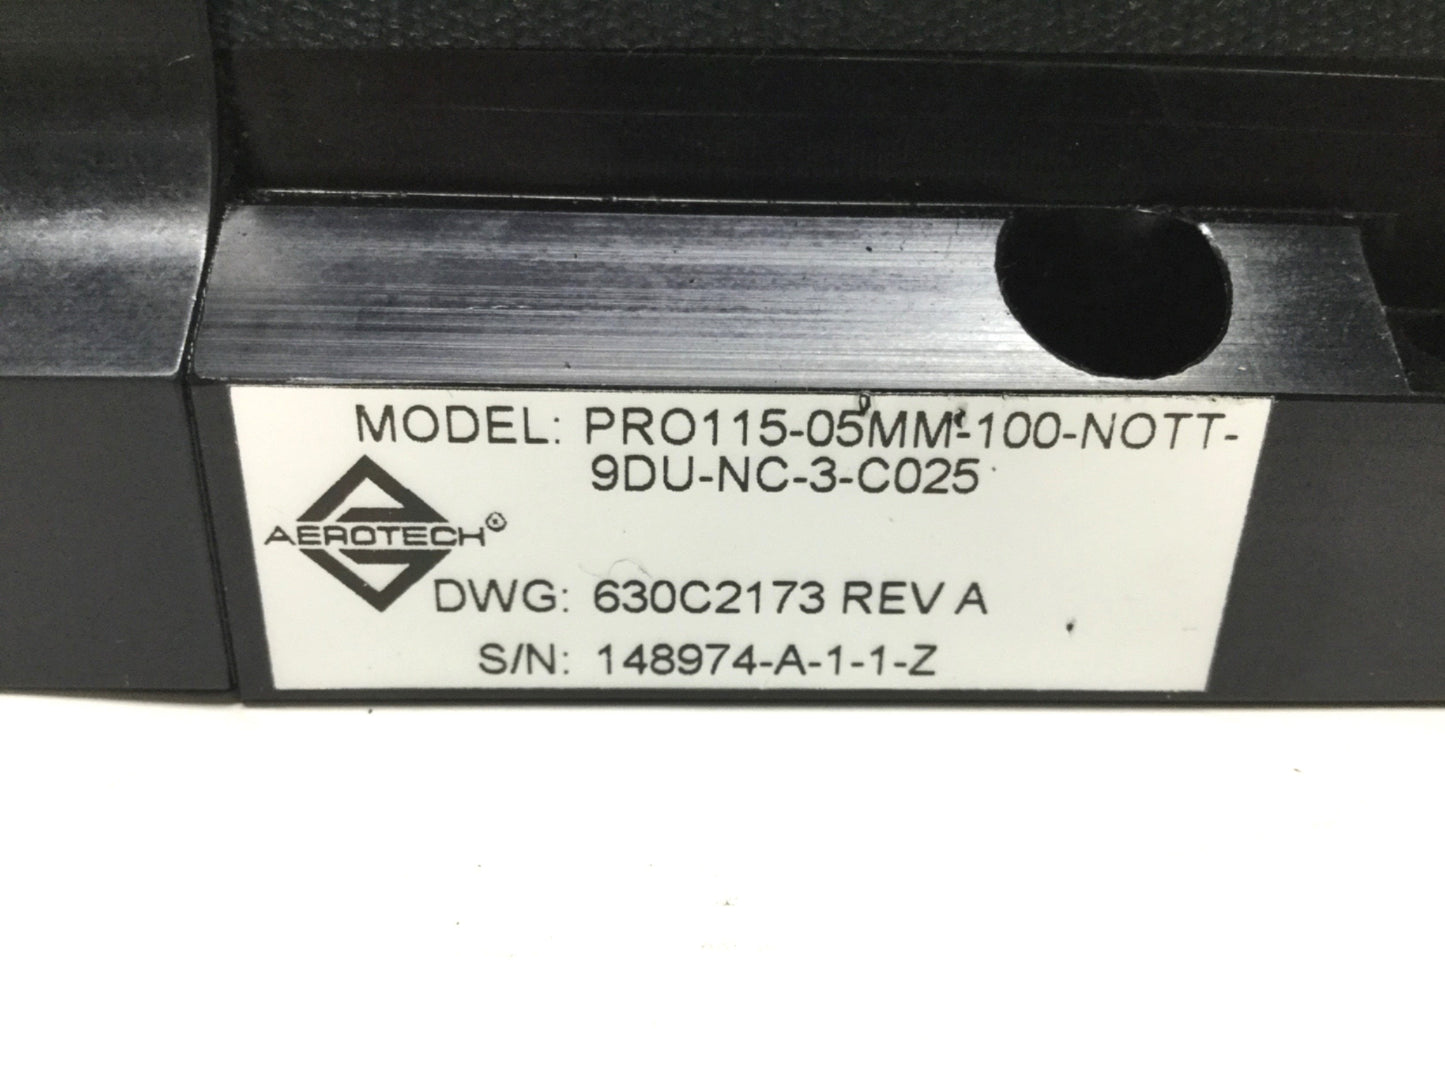 MODEL: PRO115-05MM-100-NOTT-
9DU-NC-3-C025
AEROTECH®
DWG: 630C2173 REV A
S/N: 148974-A-1-1-Z